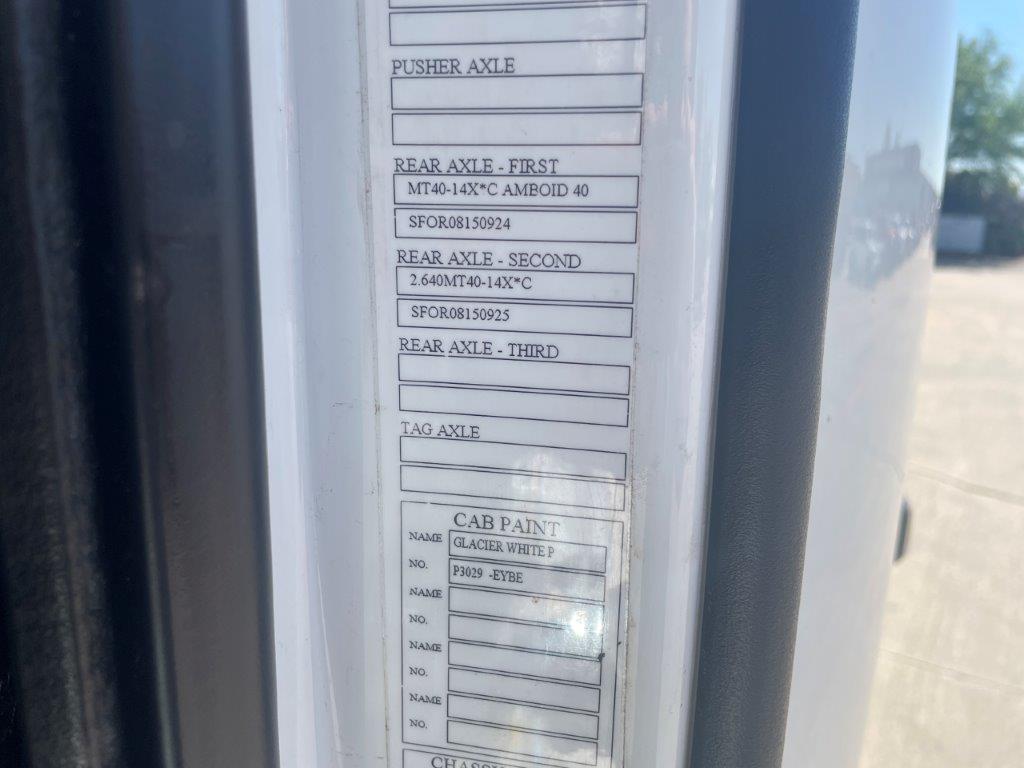 PUSHER AXLE
REAR AXLE - FIRST
MT40-14X*C AMBOID 40
SFOR08150924
REAR AXLE - SECOND
2.640MT40-14X*C
SFOR08150925
REAR AXLE - THIRD
TAG AXLE
CAB PAINT
NAME GLACIER WHITE P
NO. P3029 -EYBE
NAME
NO.
NAME
NO.
NAME
NO.